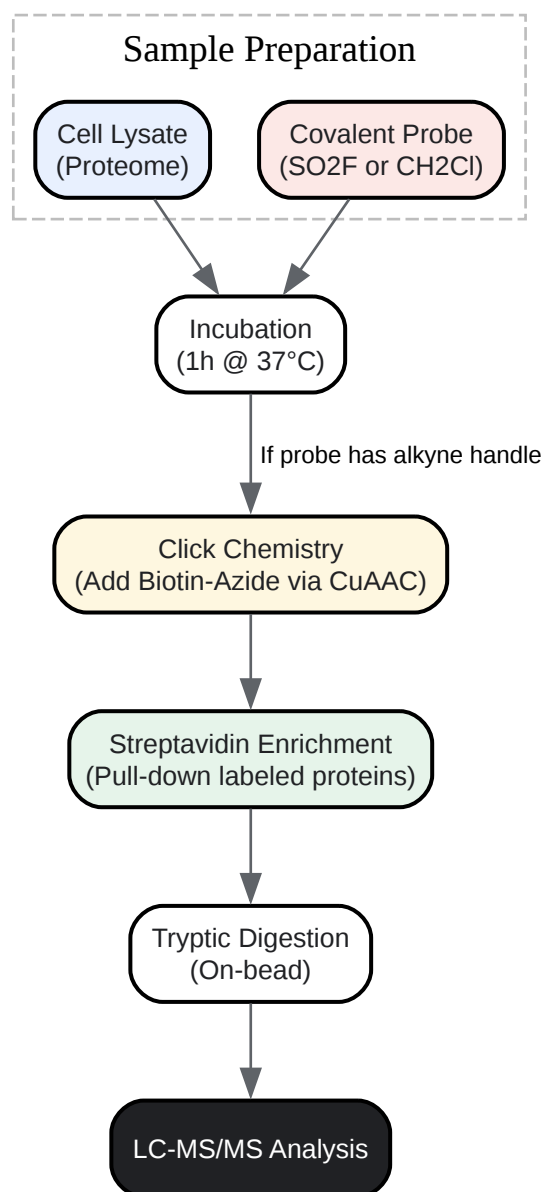 Sample Preparation
Cell Lysate
(Proteome)
Covalent Probe
(SO2F or CH2Cl)
Incubation
(1h @ 37°C)
If probe has alkyne handle
Click Chemistry
(Add Biotin-Azide via CuAAC)
Streptavidin Enrichment
(Pull-down labeled proteins)
Tryptic Digestion
(On-bead)
LC-MS/MS Analysis